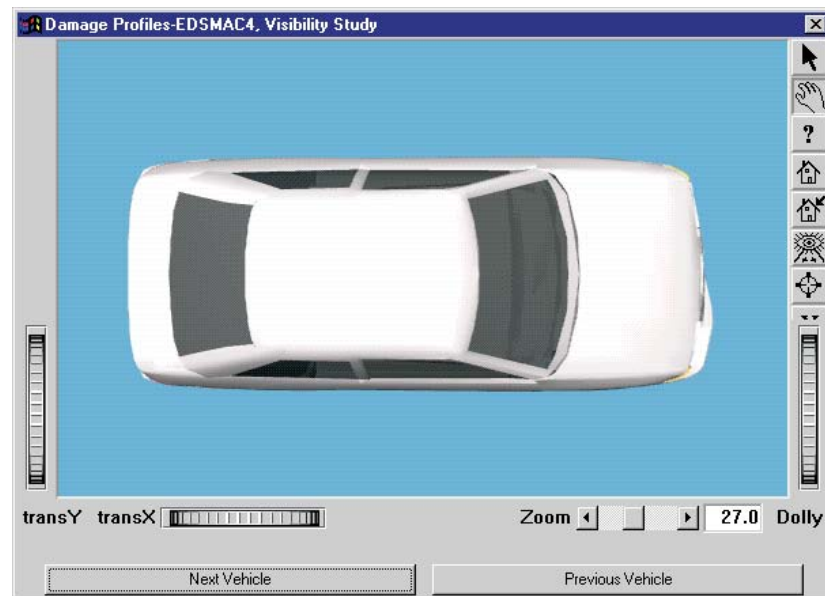 Damage Profiles-EDSMAC4, Visibility Study
?
transY transX Zoom 27.0 Dolly
Next Vehicle Previous Vehicle